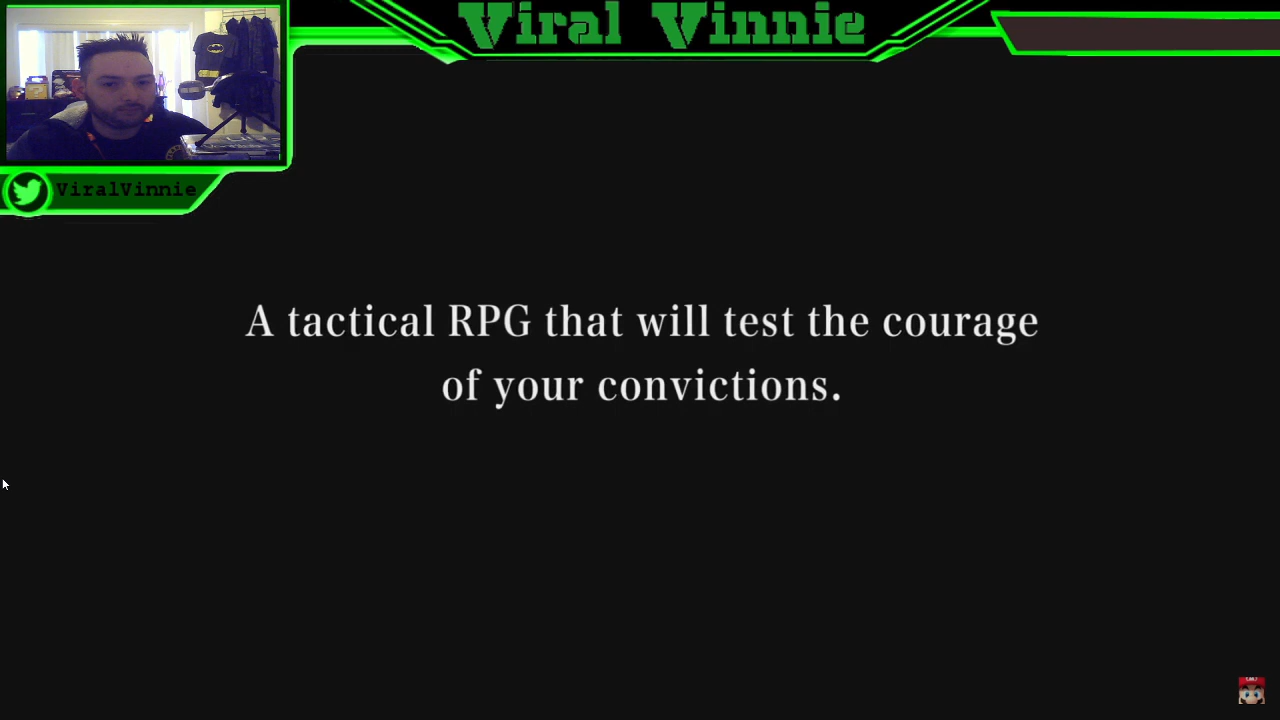 Viral Vinnie
ViralVinnie
A tactical RPG that will test the courage
of your convictions.